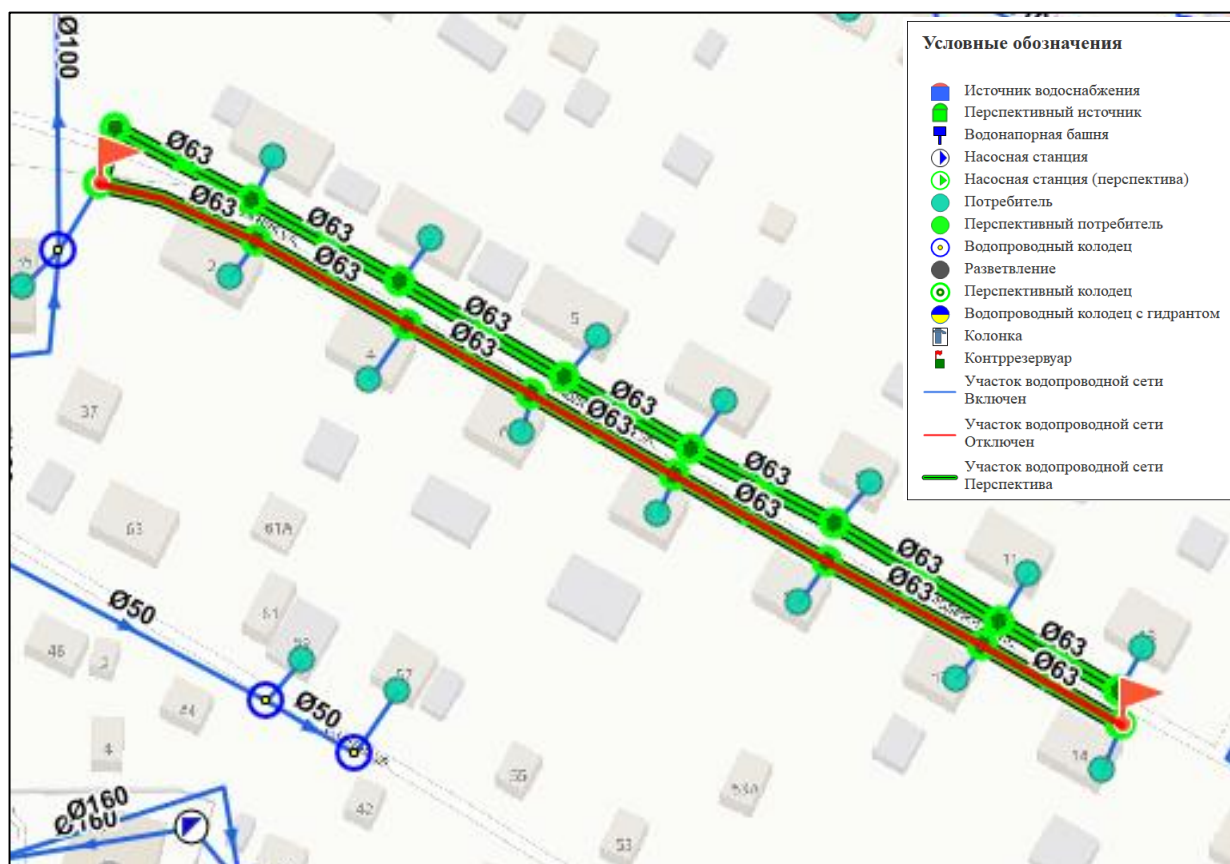 Условные обозначения
Источник водоснабжения
Перспективный источник
Водонапорная башня
Насосная станция
Насосная станция (перспектива)
Потребитель
Перспективный потребитель
Водопроводный колодец
Разветвление
Перспективный колодец
Водопроводный колодец с гидрантом
Колонка
Контррезервуар
Участок водопроводной сети
Включен
Участок водопроводной сети
Отключен
Участок водопроводной сети
Перспектива
Ø100
Ø63
Ø63
Ø63
Ø63
Ø63
Ø63
Ø63
Ø63
Ø63
Ø63
Ø63
Ø63
Ø63
Ø63
5
4
37
63
61А
11
Ø50
Ø50
46
57
4
55
42
53А
53
14
Ø160
Ø160